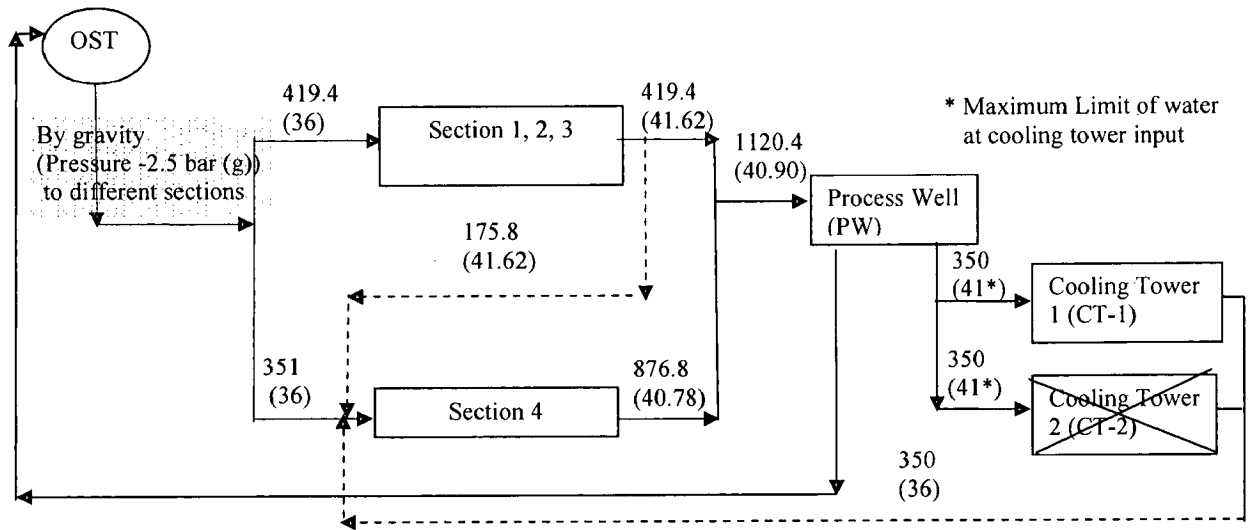 OST
By gravity
(Pressure -2.5 bar (g))
to different sections
419.4
(36)
Section 1, 2, 3
419.4
(41.62)
* Maximum Limit of water
at cooling tower input
1120.4
(40.90)
Process Well
(PW)
175.8
(41.62)
350
(41*)
Cooling Tower
1 (CT-1)
351
(36)
Section 4
876.8
(40.78)
350
(41*)
Cooling Tower
2 (CT-2)
350
(36)